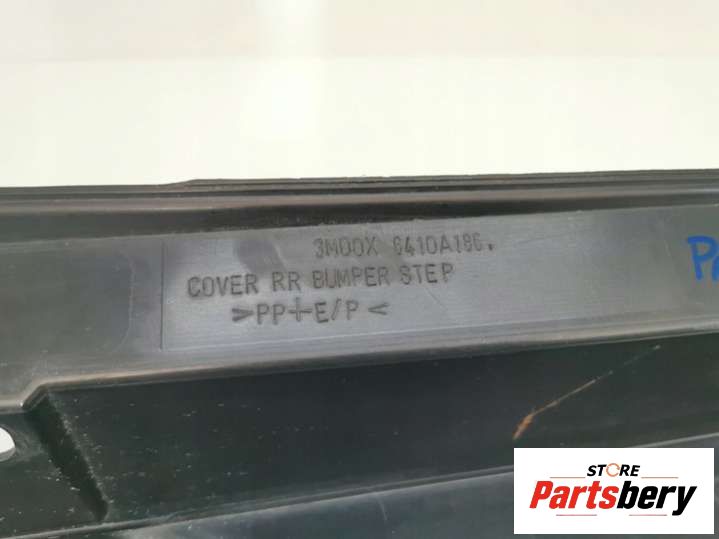 3M00X 6410A186.
COVER RR BUMPER STEP
>PP+E/P<
STORE
Partsbery